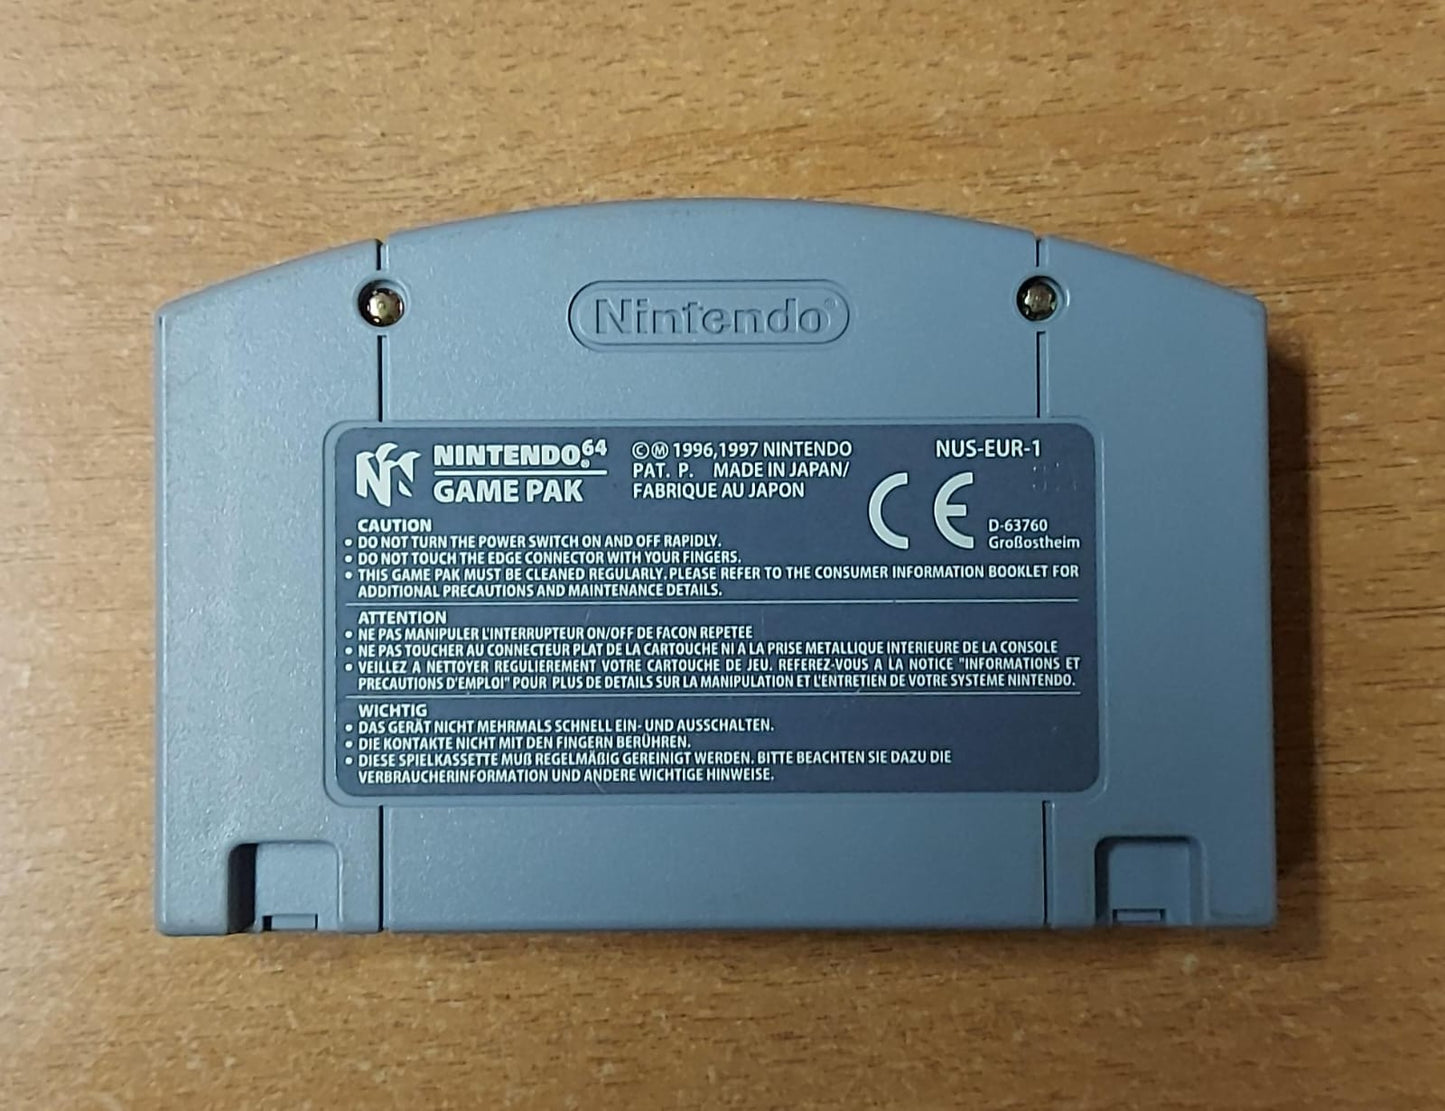 Nintendo®
NINTENDO⁶⁴®
GAME PAK
©Ⓜ 1996,1997 NINTENDO
PAT. P. MADE IN JAPAN/
FABRIQUE AU JAPON
NUS-EUR-1
CE
D-63760
Großostheim
CAUTION
• DO NOT TURN THE POWER SWITCH ON AND OFF RAPIDLY.
• DO NOT TOUCH THE EDGE CONNECTOR WITH YOUR FINGERS.
• THIS GAME PAK MUST BE CLEANED REGULARLY. PLEASE REFER TO THE CONSUMER INFORMATION BOOKLET FOR
ADDITIONAL PRECAUTIONS AND MAINTENANCE DETAILS.
ATTENTION
• NE PAS MANIPULER L'INTERRUPTEUR ON/OFF DE FACON REPETEE
• NE PAS TOUCHER AU CONNECTEUR PLAT DE LA CARTOUCHE NI A LA PRISE METALLIQUE INTERIEURE DE LA CONSOLE
• VEILLEZ A NETTOYER REGULIEREMENT VOTRE CARTOUCHE DE JEU. REFEREZ-VOUS A LA NOTICE "INFORMATIONS ET
PRECAUTIONS D'EMPLOI" POUR PLUS DE DETAILS SUR LA MANIPULATION ET L'ENTRETIEN DE VOTRE SYSTEME NINTENDO.
WICHTIG
• DAS GERÄT NICHT MEHRMALS SCHNELL EIN- UND AUSSCHALTEN.
• DIE KONTAKTE NICHT MIT DEN FINGERN BERÜHREN.
• DIESE SPIELKASSETTE MUß REGELMÄßIG GEREINIGT WERDEN. BITTE BEACHTEN SIE DAZU DIE
VERBRAUCHERINFORMATION UND ANDERE WICHTIGE HINWEISE.